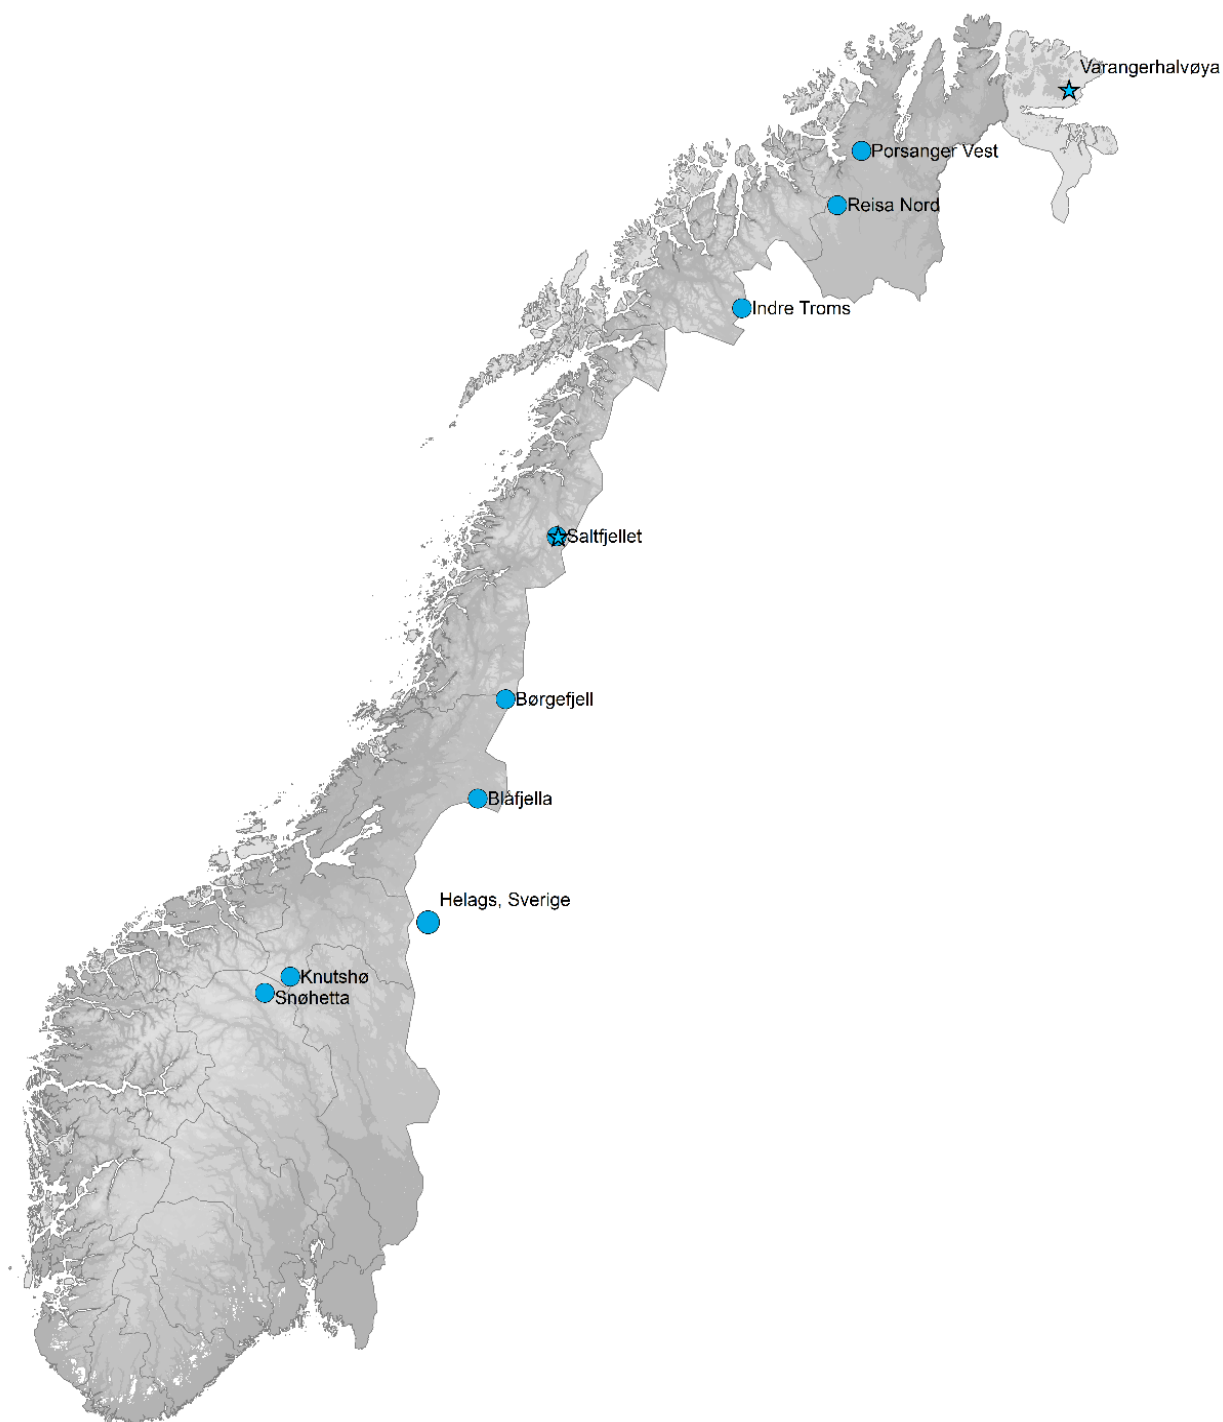 Varangerhalvøya
Porsanger Vest
Reisa Nord
Indre Troms
Saltfjellet
Børgefjell
Blåfjella
Helags, Sverige
Knutshø
Snøhetta